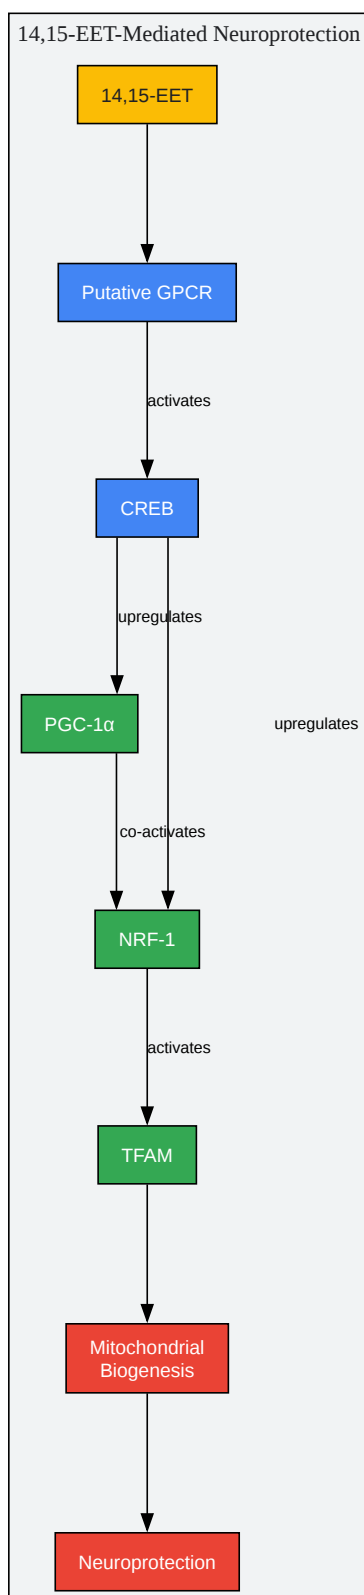 14,15-EET-Mediated Neuroprotection
14,15-EET
Putative GPCR
activates
CREB
upregulates
PGC-1α
upregulates
co-activates
NRF-1
activates
TFAM
Mitochondrial
Biogenesis
Neuroprotection